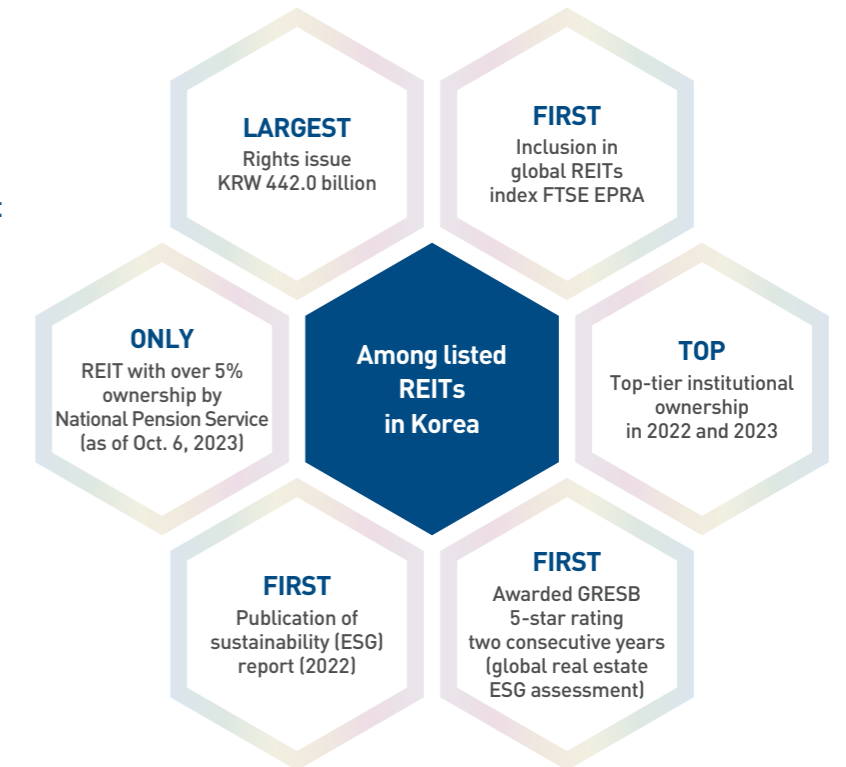 LARGEST
Rights issue
KRW 442.0 billion
FIRST
Inclusion in
global REITs
index FTSE EPRA
ONLY
REIT with over 5%
ownership by
National Pension Service
(as of Oct. 6, 2023)
Among listed
REITs
in Korea
TOP
Top-tier institutional
ownership
in 2022 and 2023
FIRST
Publication of
sustainability (ESG)
report (2022)
FIRST
Awarded GRESB
5-star rating
two consecutive years
(global real estate
ESG assessment)